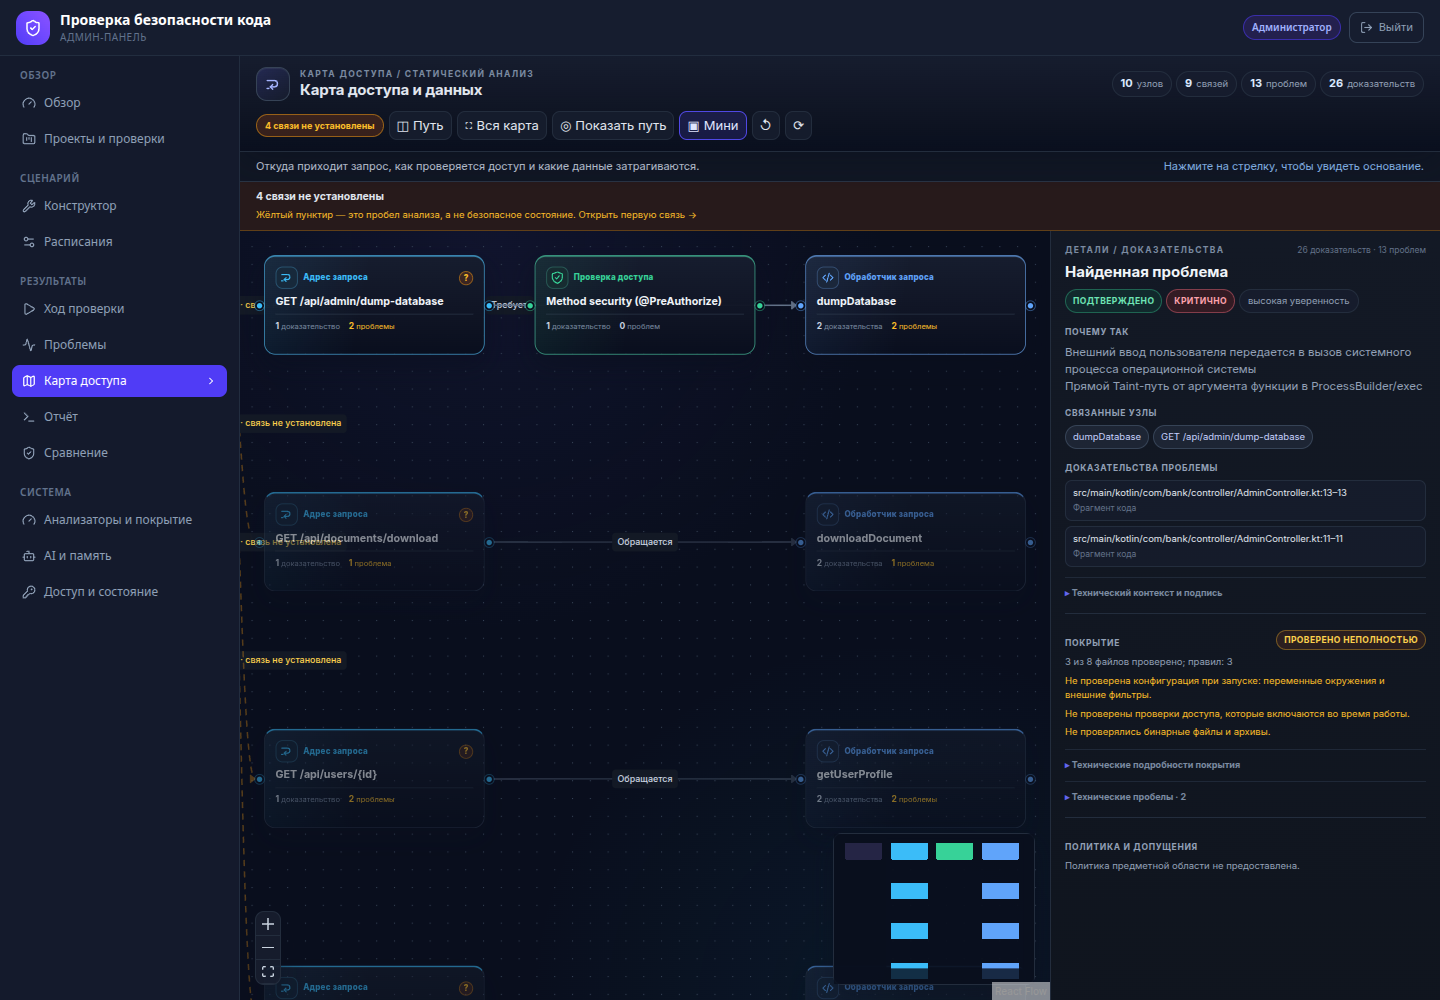 Проверка безопасности кода
АДМИН-ПАНЕЛЬ
Администратор
Выйти
ОБЗОР
Обзор
Проекты и проверки
СЦЕНАРИЙ
Конструктор
Расписания
РЕЗУЛЬТАТЫ
Ход проверки
Проблемы
Карта доступа
Отчёт
Сравнение
СИСТЕМА
Анализаторы и покрытие
AI и память
Доступ и состояние
КАРТА ДОСТУПА / СТАТИЧЕСКИЙ АНАЛИЗ
Карта доступа и данных
10 узлов 9 связей 13 проблем 26 доказательств
4 связи не установлены Путь Вся карта Показать путь Мини
Откуда приходит запрос, как проверяется доступ и какие данные затрагиваются.
Нажмите на стрелку, чтобы увидеть основание.
4 связи не установлены
Жёлтый пунктир — это пробел анализа, а не безопасное состояние. Открыть первую связь →
Адрес запроса ?
GET /api/admin/dump-database
1 доказательство 2 проблемы
Требует
Проверка доступа
Method security (@PreAuthorize)
1 доказательство 0 проблем
Обработчик запроса
dumpDatabase
2 доказательства 2 проблемы
связь не установлена
Адрес запроса ?
GET /api/documents/download
1 доказательство 1 проблема
связь не установлена
Обращается
Обработчик запроса
downloadDocument
2 доказательства 1 проблема
связь не установлена
Адрес запроса ?
GET /api/users/{id}
1 доказательство 2 проблемы
Обращается
Обработчик запроса
getUserProfile
2 доказательства 2 проблемы
Адрес запроса ?
Обработчик запроса
React Flow
ДЕТАЛИ / ДОКАЗАТЕЛЬСТВА
26 доказательств · 13 проблем
Найденная проблема
ПОДТВЕРЖДЕНО КРИТИЧНО высокая уверенность
ПОЧЕМУ ТАК
Внешний ввод пользователя передается в вызов системного
процесса операционной системы
Прямой Taint-путь от аргумента функции в ProcessBuilder/exec
СВЯЗАННЫЕ УЗЛЫ
dumpDatabase GET /api/admin/dump-database
ДОКАЗАТЕЛЬСТВА ПРОБЛЕМЫ
src/main/kotlin/com/bank/controller/AdminController.kt:13–13
Фрагмент кода
src/main/kotlin/com/bank/controller/AdminController.kt:11–11
Фрагмент кода
▸ Технический контекст и подпись
ПОКРЫТИЕ
ПРОВЕРЕНО НЕПОЛНОСТЬЮ
3 из 8 файлов проверено; правил: 3
Не проверена конфигурация при запуске: переменные окружения и
внешние фильтры.
Не проверены проверки доступа, которые включаются во время работы.
Не проверялись бинарные файлы и архивы.
▸ Технические подробности покрытия
▸ Технические пробелы · 2
ПОЛИТИКА И ДОПУЩЕНИЯ
Политика предметной области не предоставлена.